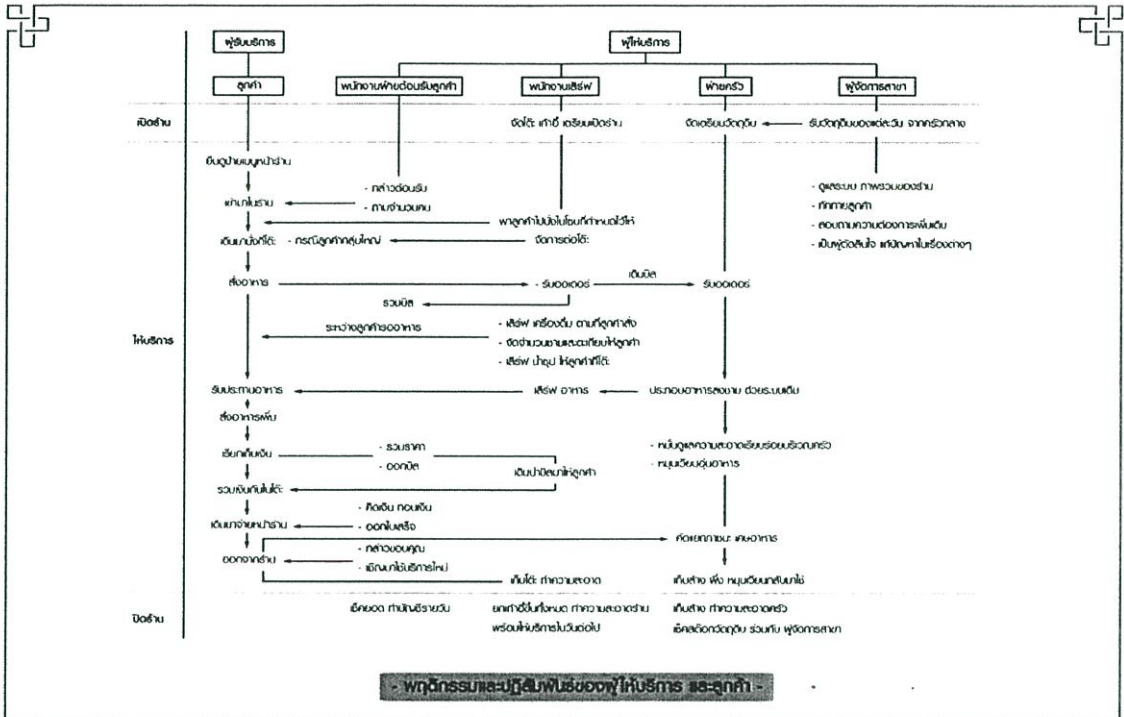 ผู้รับบริการ
ผู้ให้บริการ
ลูกค้า
พนักงานฝ่ายต้อนรับลูกค้า
พนักงานเสิร์ฟ
ฝ่ายครัว
ผู้จัดการสาขา
เปิดร้าน
จัดโต๊ะ เก้าอี้ เตรียมเปิดร้าน
จัดเตรียมวัตถุดิบ
รับวัตถุดิบของแต่ละวัน จากครัวกลาง
ให้บริการ
ยืนดูป้ายเมนูหน้าร้าน
- กล่าวต้อนรับ
- ถามจำนวนคน
เข้ามาในร้าน
- ดูแลระบบ ภาพรวมของร้าน
- ทักทายลูกค้า
- สอบถามความต้องการเพิ่มเติม
- เป็นผู้ตัดสินใจ แก้ปัญหาในเรื่องต่างๆ
พาลูกค้าไปนั่งในโซนที่กำหนดไว้ให้
เดินมานั่งที่โต๊ะ
- กรณีลูกค้ากลุ่มใหญ่
จัดการต่อโต๊ะ
สั่งอาหาร
- รับออเดอร์
เดินบิล
รับออเดอร์
รวมบิล
ระหว่างลูกค้ารออาหาร
- เสิร์ฟ เครื่องดื่ม ตามที่ลูกค้าสั่ง
- จัดจำนวนชามและตะเกียบให้ลูกค้า
- เสิร์ฟ น้ำซุป ให้ลูกค้าที่โต๊ะ
รับประทานอาหาร
เสิร์ฟ อาหาร
ประกอบอาหารลงชาม ด้วยระบบเดิม
สั่งอาหารเพิ่ม
- หมั่นดูแลความสะอาดเรียบร้อยบริเวณครัว
- หมุนเวียนอุ่นอาหาร
เรียกเก็บเงิน
- รวมราคา
- ออกบิล
เดินนำบิลมาให้ลูกค้า
รวมเงินกันในโต๊ะ
- คิดเงิน ทอนเงิน
- ออกใบเสร็จ
เดินมาจ่ายหน้าร้าน
คัดแยกภาชนะ เศษอาหาร
- กล่าวขอบคุณ
- เชิญมาใช้บริการใหม่
ออกจากร้าน
เก็บโต๊ะ ทำความสะอาด
เก็บล้าง ผึ่ง หมุนเวียนกลับมาใช้
ปิดร้าน
เช็คยอด ทำบัญชีรายวัน
ยกเก้าอี้ขึ้นทั้งหมด ทำความสะอาดร้าน
พร้อมให้บริการในวันต่อไป
เก็บล้าง ทำความสะอาดครัว
เช็คสต๊อกวัตถุดิบ ร่วมกับ ผู้จัดการสาขา
- พฤติกรรมและปฏิสัมพันธ์ของผู้ให้บริการ และลูกค้า -